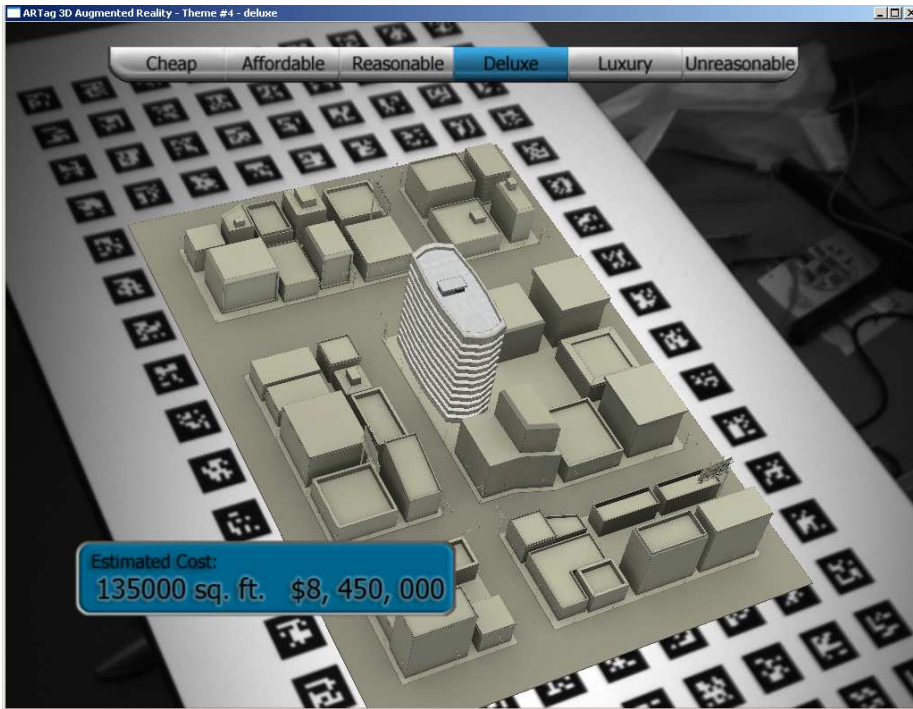 ARTag 3D Augmented Reality - Theme #4 - deluxe
Cheap Affordable Reasonable Deluxe Luxury Unreasonable
Estimated Cost:
135000 sq. ft. $8, 450, 000